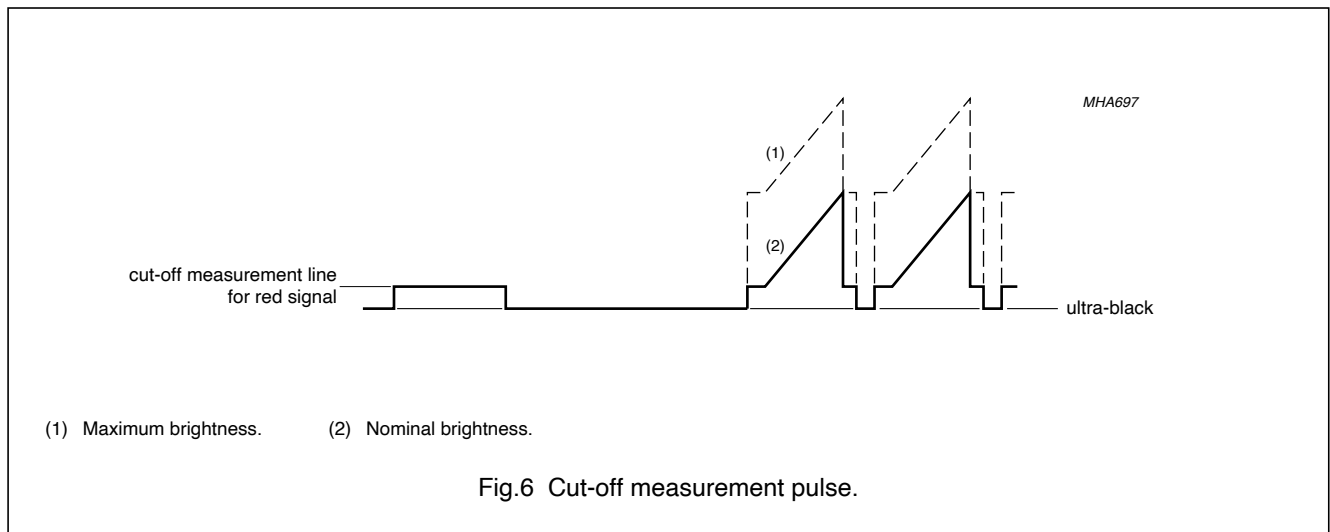 MHA697
(1)
(2)
cut-off measurement line
for red signal
ultra-black
(1) Maximum brightness.
(2) Nominal brightness.
Fig.6 Cut-off measurement pulse.